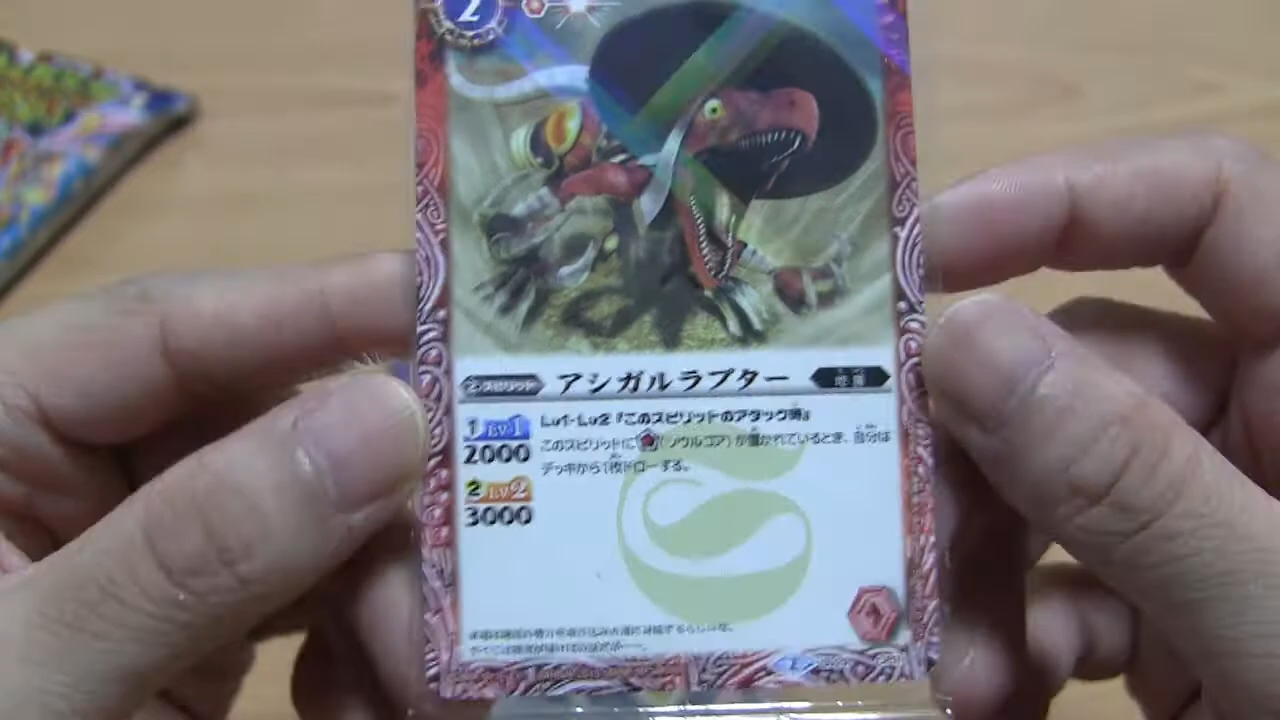 2
スピリット
アシガルラプター
1 Lv1
2000
2 Lv2
3000
Lv1・Lv2『このスピリットのアタック時』
このスピリットに(ソウルコア)が置かれているとき、自分は
デッキから1枚ドローする。